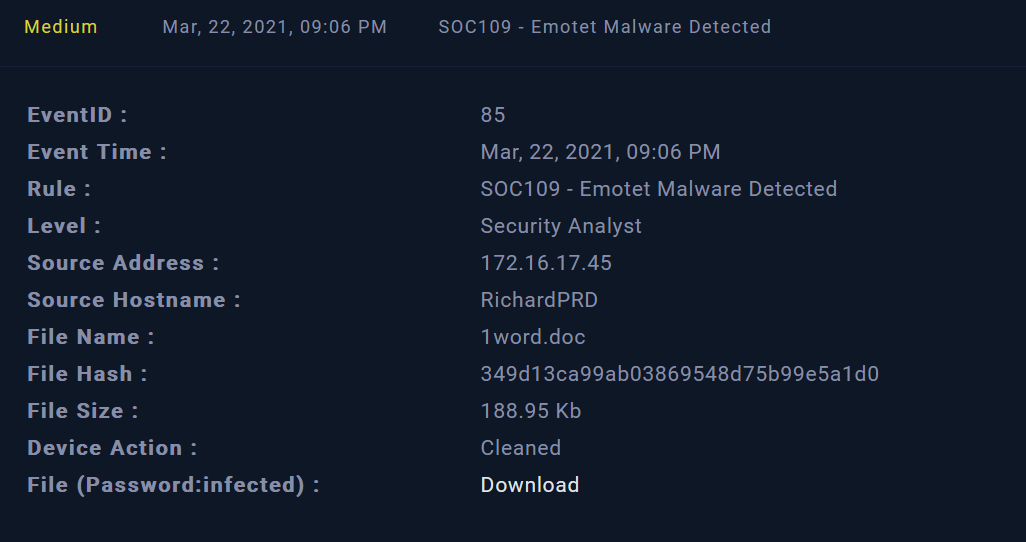 Medium Mar, 22, 2021, 09:06 PM SOC109 - Emotet Malware Detected
EventID : 85
Event Time : Mar, 22, 2021, 09:06 PM
Rule : SOC109 - Emotet Malware Detected
Level : Security Analyst
Source Address : 172.16.17.45
Source Hostname : RichardPRD
File Name : 1word.doc
File Hash : 349d13ca99ab03869548d75b99e5a1d0
File Size : 188.95 Kb
Device Action : Cleaned
File (Password:infected) : Download